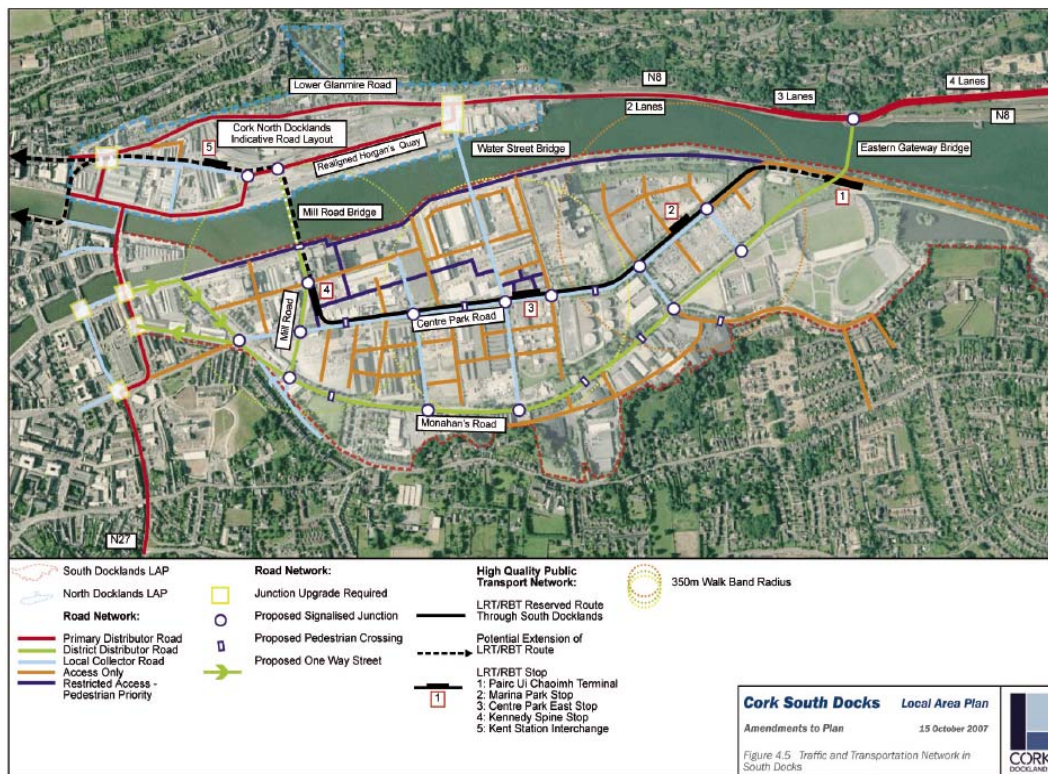 Lower Glanmire Road
N8
4 Lanes
3 Lanes
2 Lanes
N8
Cork North Docklands
Indicative Road Layout
5
Realigned Horgan's Quay
Water Street Bridge
Eastern Gateway Bridge
Mill Road Bridge
1
2
4
3
Mill Road
Centre Park Road
Monahan's Road
N27
South Docklands LAP
North Docklands LAP
Road Network:
Primary Distributor Road
District Distributor Road
Local Collector Road
Access Only
Restricted Access -
Pedestrian Priority
Road Network:
Junction Upgrade Required
Proposed Signalised Junction
Proposed Pedestrian Crossing
Proposed One Way Street
High Quality Public
Transport Network:
LRT/RBT Reserved Route
Through South Docklands
Potential Extension of
LRT/RBT Route
LRT/RBT Stop
1: Pairc Ui Chaoimh Terminal
2: Marina Park Stop
3: Centre Park East Stop
4: Kennedy Spine Stop
5: Kent Station Interchange
1
350m Walk Band Radius
Cork South Docks Local Area Plan
Amendments to Plan 15 October 2007
Figure 4.5 Traffic and Transportation Network in
South Docks
CORK
DOCKLANDS